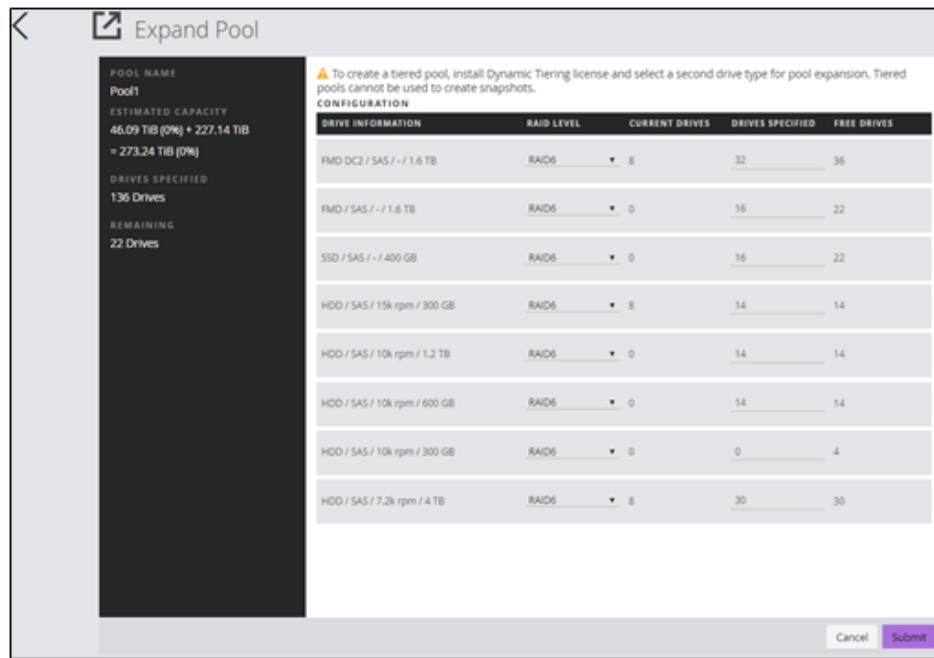 Expand Pool
POOL NAME
Pool1
ESTIMATED CAPACITY
46.09 TiB (0%) + 227.14 TiB
= 273.24 TiB (0%)
DRIVES SPECIFIED
136 Drives
REMAINING
22 Drives
To create a tiered pool, install Dynamic Tiering license and select a second drive type for pool expansion. Tiered
pools cannot be used to create snapshots.
CONFIGURATION
DRIVE INFORMATION RAID LEVEL CURRENT DRIVES DRIVES SPECIFIED FREE DRIVES
FMD DC2 / SAS / - / 1.6 TB RAID6 8 32 36
FMD / SAS / - / 1.6 TB RAID6 0 16 22
SSD / SAS / - / 400 GB RAID6 0 16 22
HDD / SAS / 15k rpm / 300 GB RAID6 8 14 14
HDD / SAS / 10k rpm / 1.2 TB RAID6 0 14 14
HDD / SAS / 10k rpm / 600 GB RAID6 0 14 14
HDD / SAS / 10k rpm / 300 GB RAID6 0 0 4
HDD / SAS / 7.2k rpm / 4 TB RAID6 8 30 30
Cancel Submit